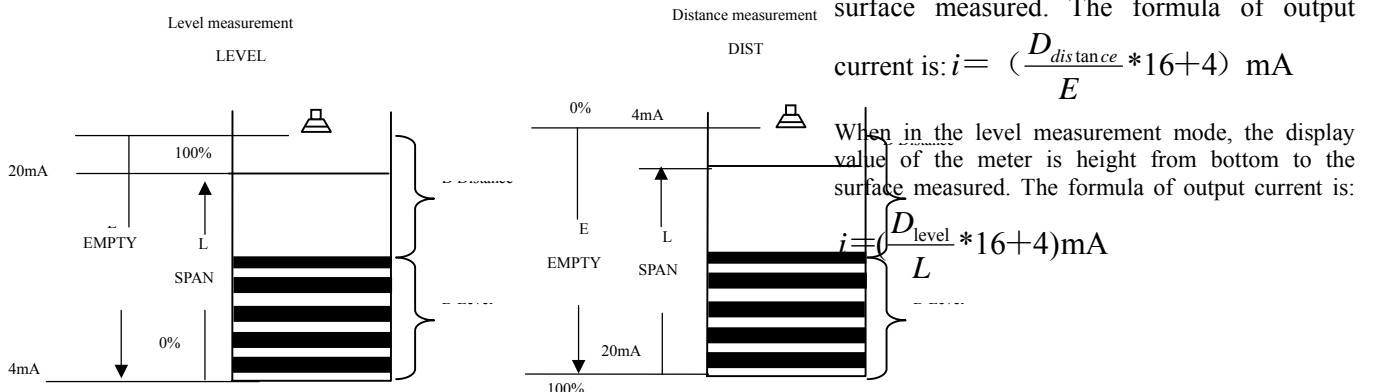 Level measurement
LEVEL
100%
20mA
EMPTY
L
SPAN
0%
4mA
Distance measurement
DIST
0%
4mA
E
EMPTY
L
SPAN
20mA
100%
surface measured. The formula of output
current is: i＝（D_distance/E *16＋4）mA
When in the level measurement mode, the display
value of the meter is height from bottom to the
surface measured. The formula of output current is:
i＝(D_level/L *16＋4)mA